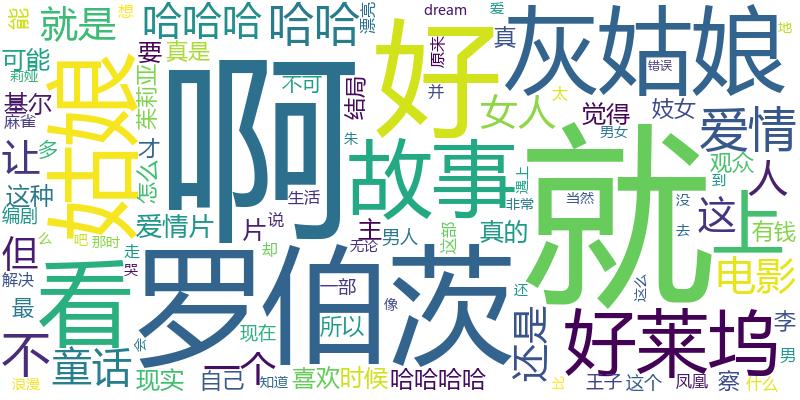 能
就是
哈哈哈
哈哈
漂亮
dream
爱
灰姑娘
想
地
可能
姑娘
要
真是
啊
原来
好
真
错误
莉娅
茱莉亚
不可
结局
并
女人
太
觉得
妓女
爱情
基尔
麻雀
多
才
朱
故事
就
男女
观众
人
让
怎么
生活
遇上
当然
没
到
这种
非常
这
上
编剧
爱情片
片
说
主
男人
这部
真的
去
有钱
么
吧
那时
却
无论
但
看
走
哭
罗伯茨
一部
像
还
这么
电影
解决
最
现在
所以
还是
好莱坞
李
不
童话
会
一个
男
浪漫
现实
自己
知道
喜欢
时候
哈哈哈哈
比
王子
这个
凤凰
察
什么